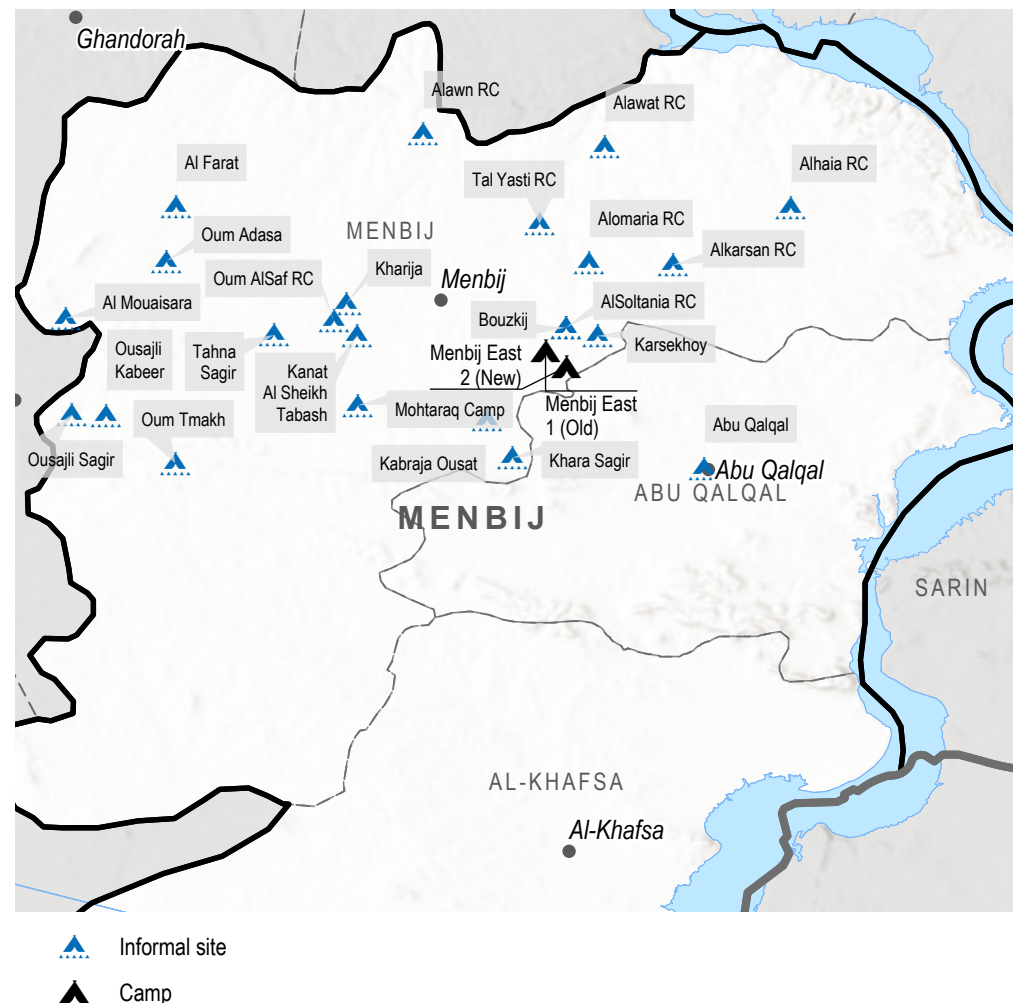 Ghandorah
Alawn RC
Alawat RC
Al Farat
Tal Yasti RC
Alhaia RC
Oum Adasa
MENBIJ
Alomaria RC
Alkarsan RC
Oum AlSaf RC
Kharija
Menbij
Al Mouaisara
AlSoltania RC
Bouzkij
Karsekhoy
Ousajli
Kabeer
Tahna
Sagir
Kanat
Al Sheikh
Tabash
Menbij East
2 (New)
Menbij East
1 (Old)
Oum Tmakh
Mohtaraq Camp
Abu Qalqal
Ousajli Sagir
Kabraja Ousat
Khara Sagir
Abu Qalqal
ABU QALQAL
MENBIJ
SARIN
AL-KHAFSA
Al-Khafsa
Informal site
Camp